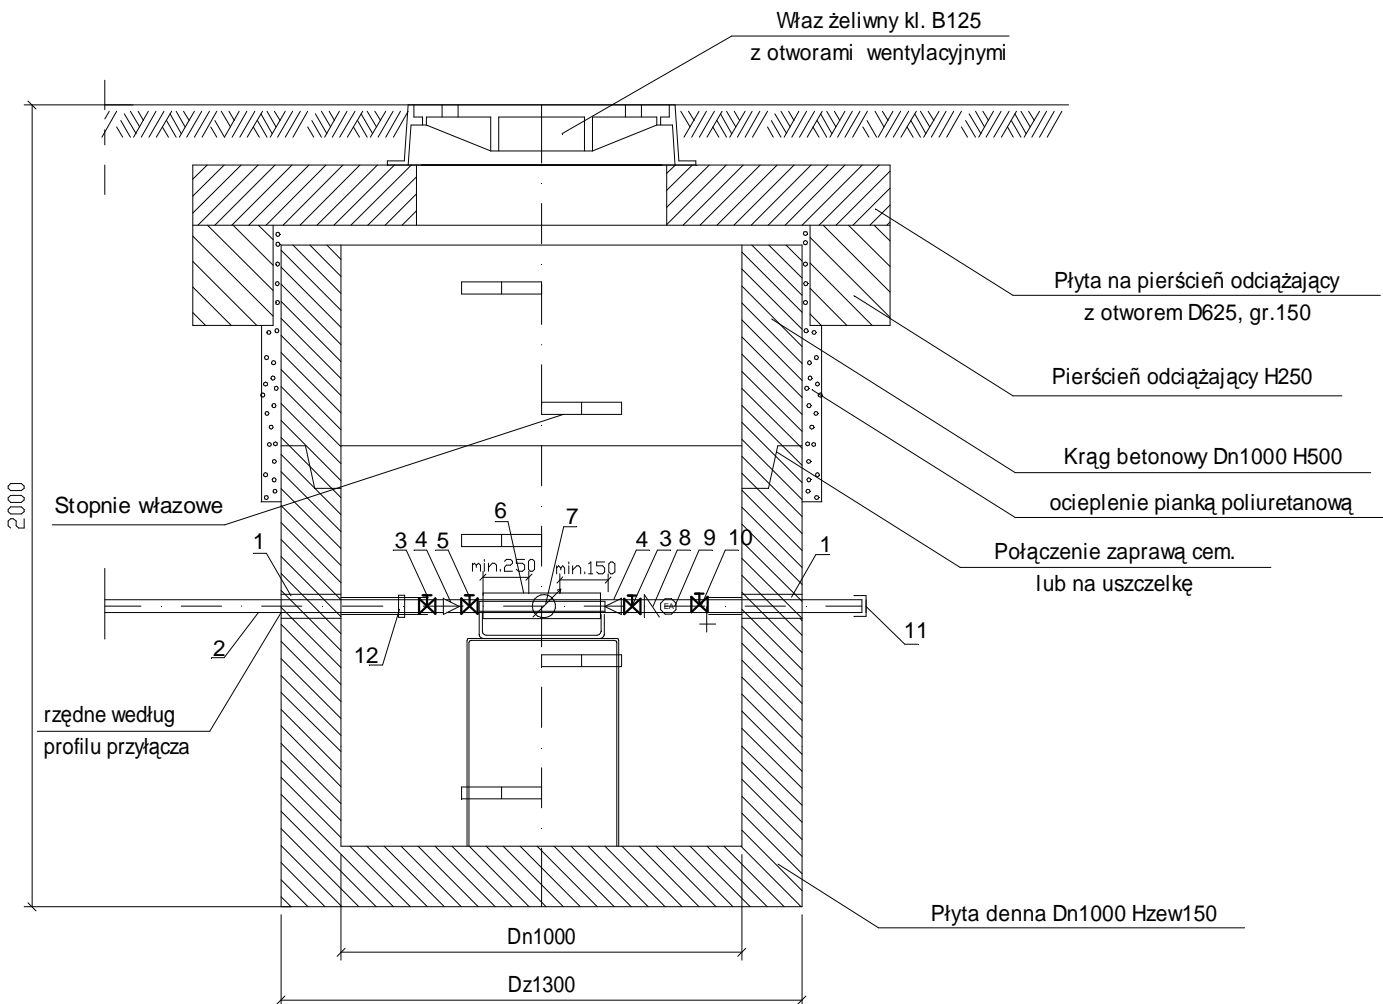 Właz żeliwny kl. B125
z otworami wentylacyjnymi
Płyta na pierścień odciążający
z otworem D625, gr.150
Pierścień odciążający H250
Krąg betonowy Dn1000 H500
ocieplenie pianką poliuretanową
Połączenie zaprawą cem.
lub na uszczelkę
2000
Stopnie włazowe
1
3
4
5
6
7
4
3
8
9
10
1
min.250
min.150
EA
2
12
11
rzędne według
profilu przyłącza
Płyta denna Dn1000 Hzew150
Dn1000
Dz1300